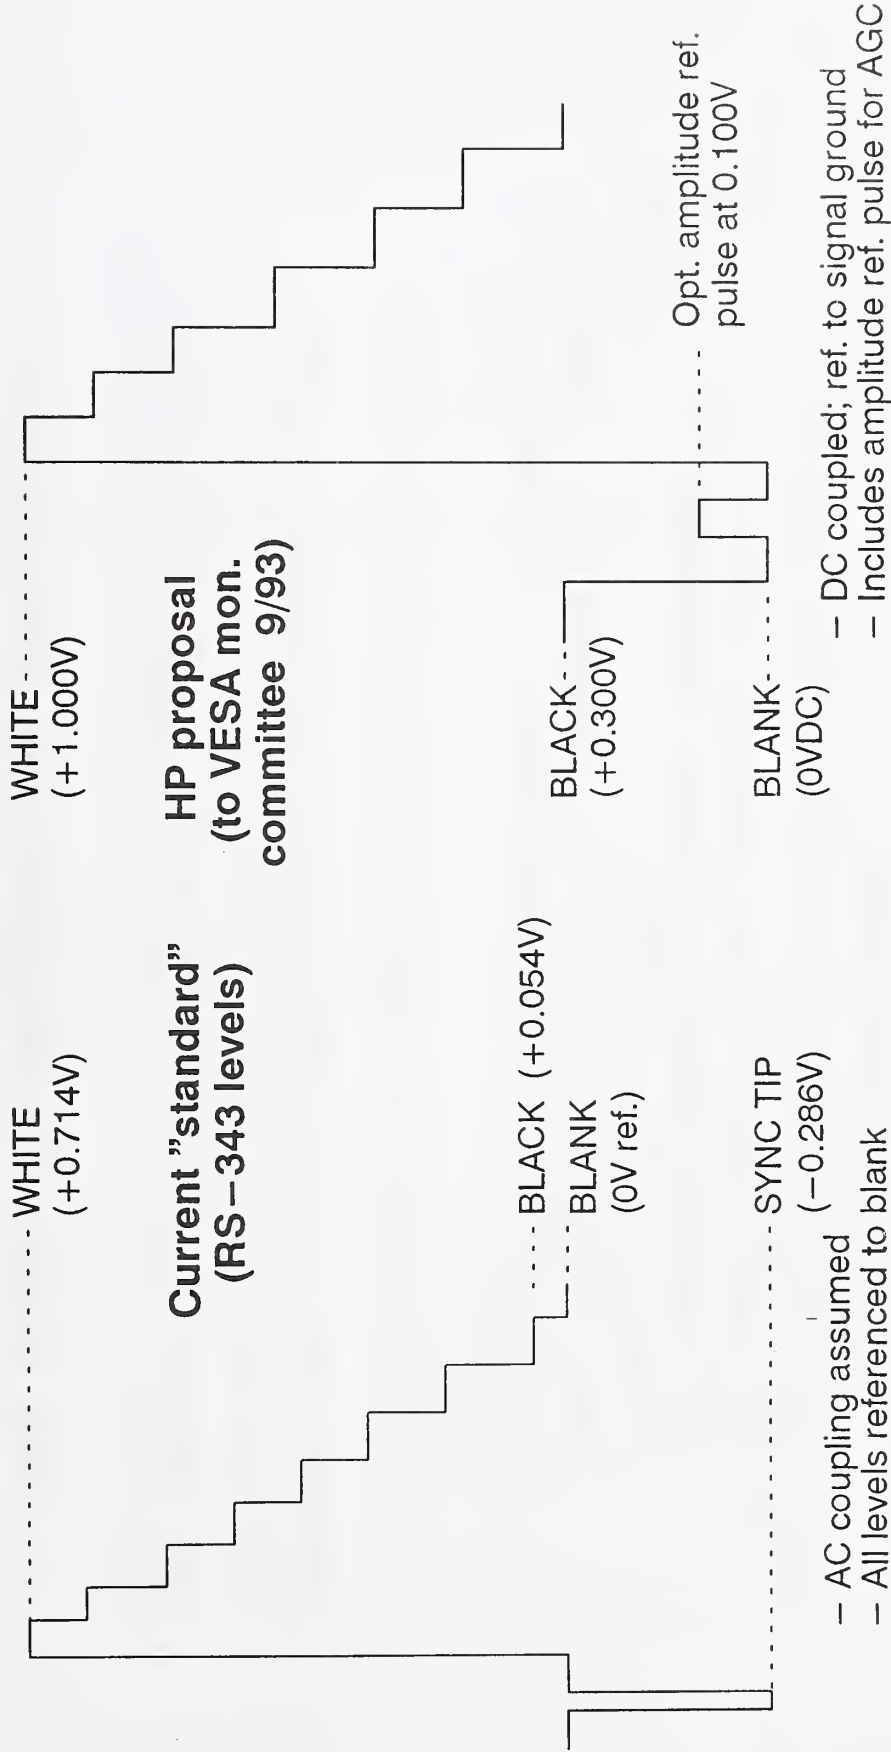 WHITE
(+0.714V)
Current "standard"
(RS–343 levels)
BLACK (+0.054V)
BLANK
(0V ref.)
SYNC TIP
(–0.286V)
– AC coupling assumed
– All levels referenced to blank
WHITE
(+1.000V)
HP proposal
(to VESA mon.
committee 9/93)
BLACK
(+0.300V)
BLANK
(0VDC)
Opt. amplitude ref.
pulse at 0.100V
– DC coupled; ref. to signal ground
– Includes amplitude ref. pulse for AGC